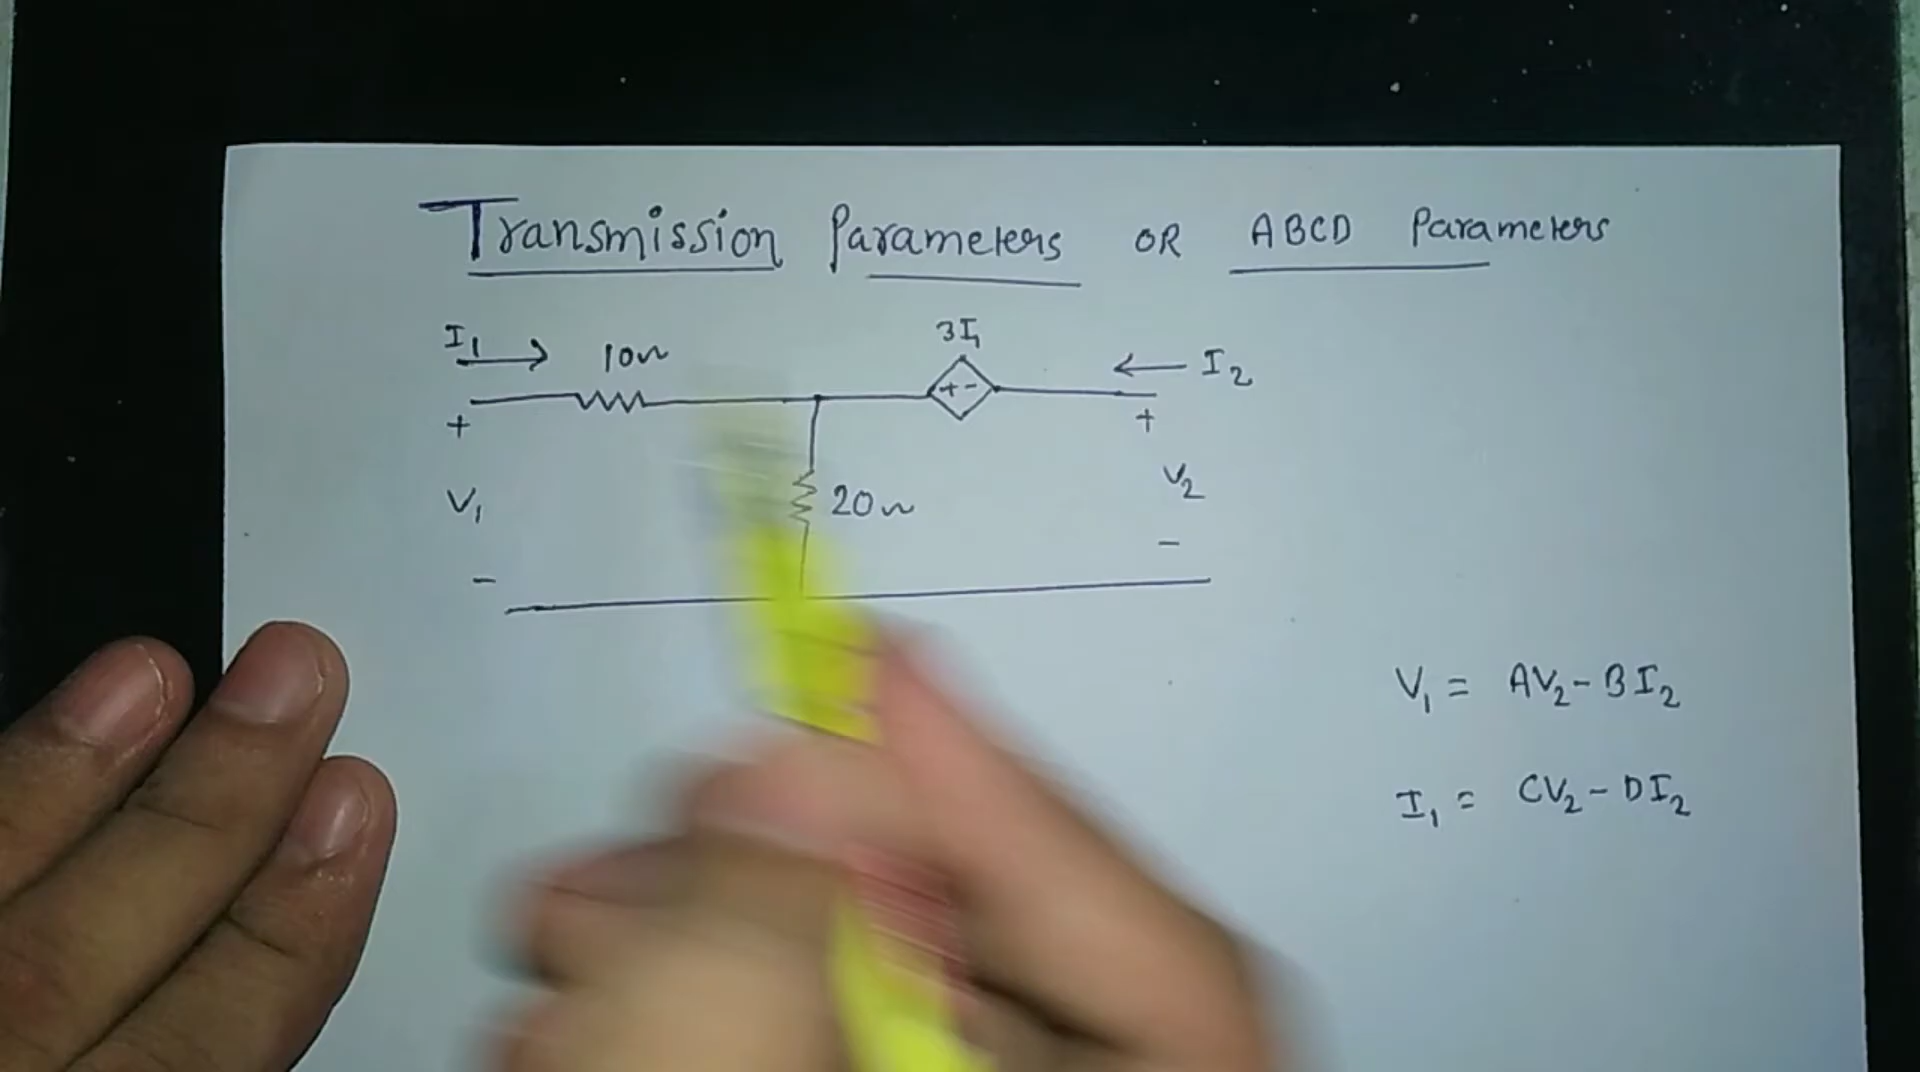 Transmission Parameters OR ABCD Parameters
I1 10Ω 3I1 I2
+ + - +
V1 20Ω V2
- -
V1 = AV2 - BI2
I1 = CV2 - DI2